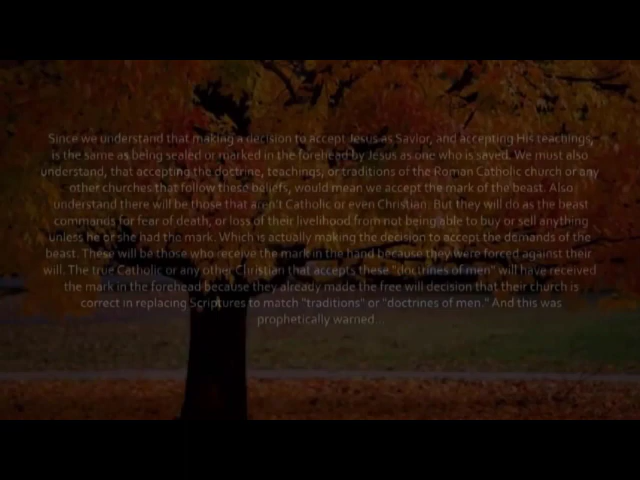 Since we understand that making a decision to accept Jesus as Savior, and accepting His teachings,
is the same as being sealed or marked in the forehead by Jesus as one who is saved. We must also
understand, that accepting the doctrine, teachings, or traditions of the Roman Catholic church or any
other churches that follow these beliefs, would mean we accept the mark of the beast. Also
understand there will be those that aren't Catholic or even Christian. But they will do as the beast
commands for fear of death, or loss of their livelihood from not being able to buy or sell anything
unless he or she had the mark. Which is actually making the decision to accept the demands of the
beast. These will be those who receive the mark in the hand because they were forced against their
will. The true Catholic or any other Christian that accepts these "doctrines of men" will have received
the mark in the forehead because they already made the free will decision that their church is
correct in replacing Scriptures to match "traditions" or "doctrines of men." And this was
prophetically warned...